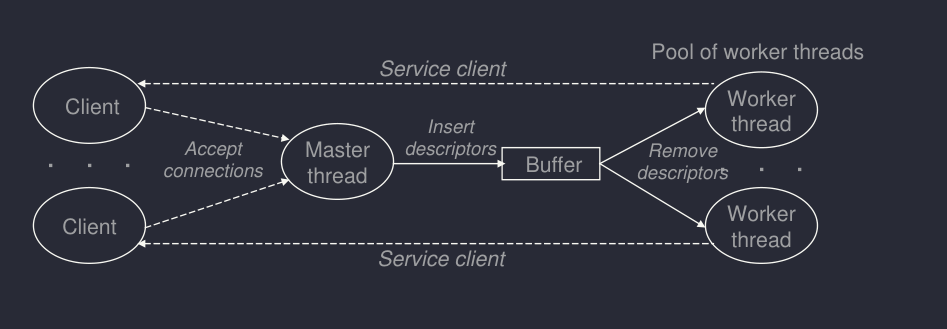 Pool of worker threads
Service client
Client
Worker
thread
Insert
descriptors
Accept
connections
Master
thread
Buffer
Remove
descriptors
. . .
. . .
Client
Worker
thread
Service client